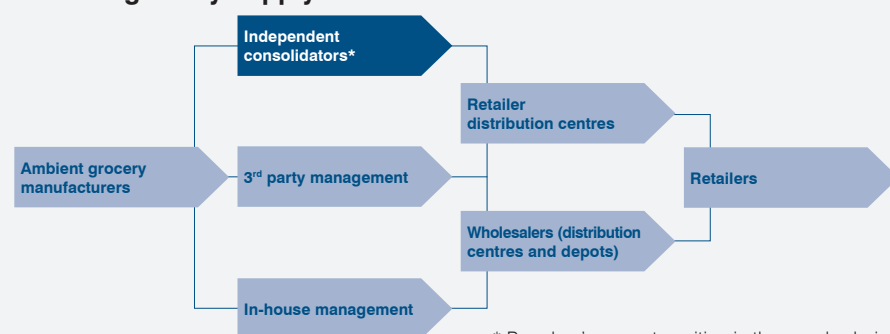 Independent
consolidators*
Retailer
distribution centres
Ambient grocery
manufacturers
3rd party management
Retailers
Wholesalers (distribution
centres and depots)
In-house management